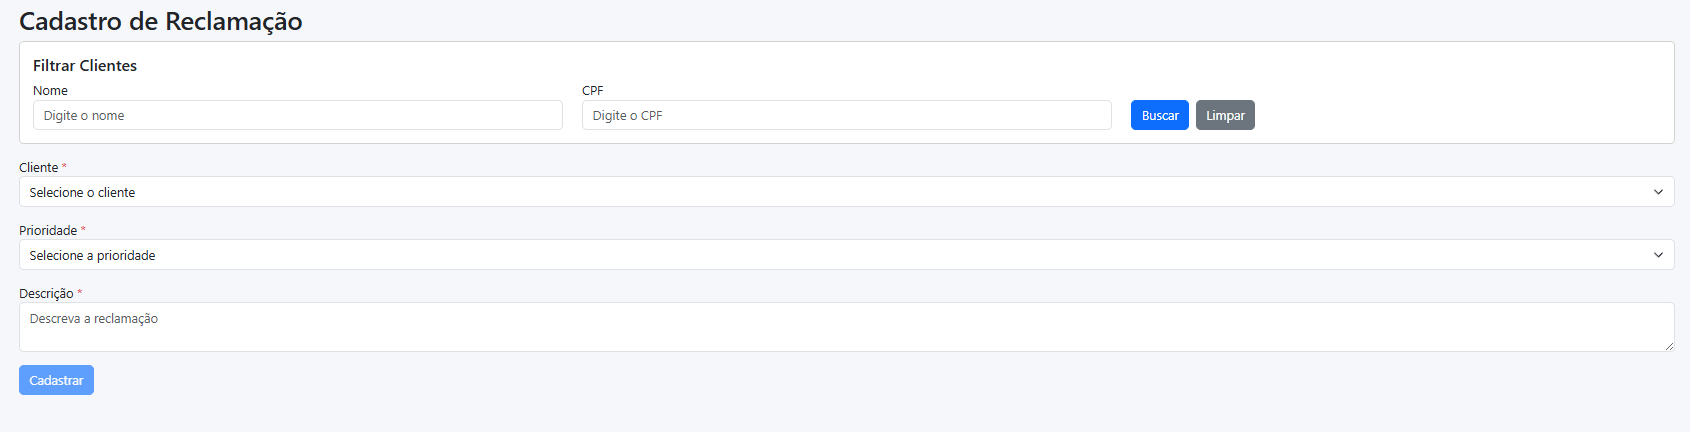 Cadastro de Reclamação
Filtrar Clientes
Nome CPF
Digite o nome Digite o CPF Buscar Limpar
Cliente *
Selecione o cliente
Prioridade *
Selecione a prioridade
Descrição *
Descreva a reclamação
Cadastrar